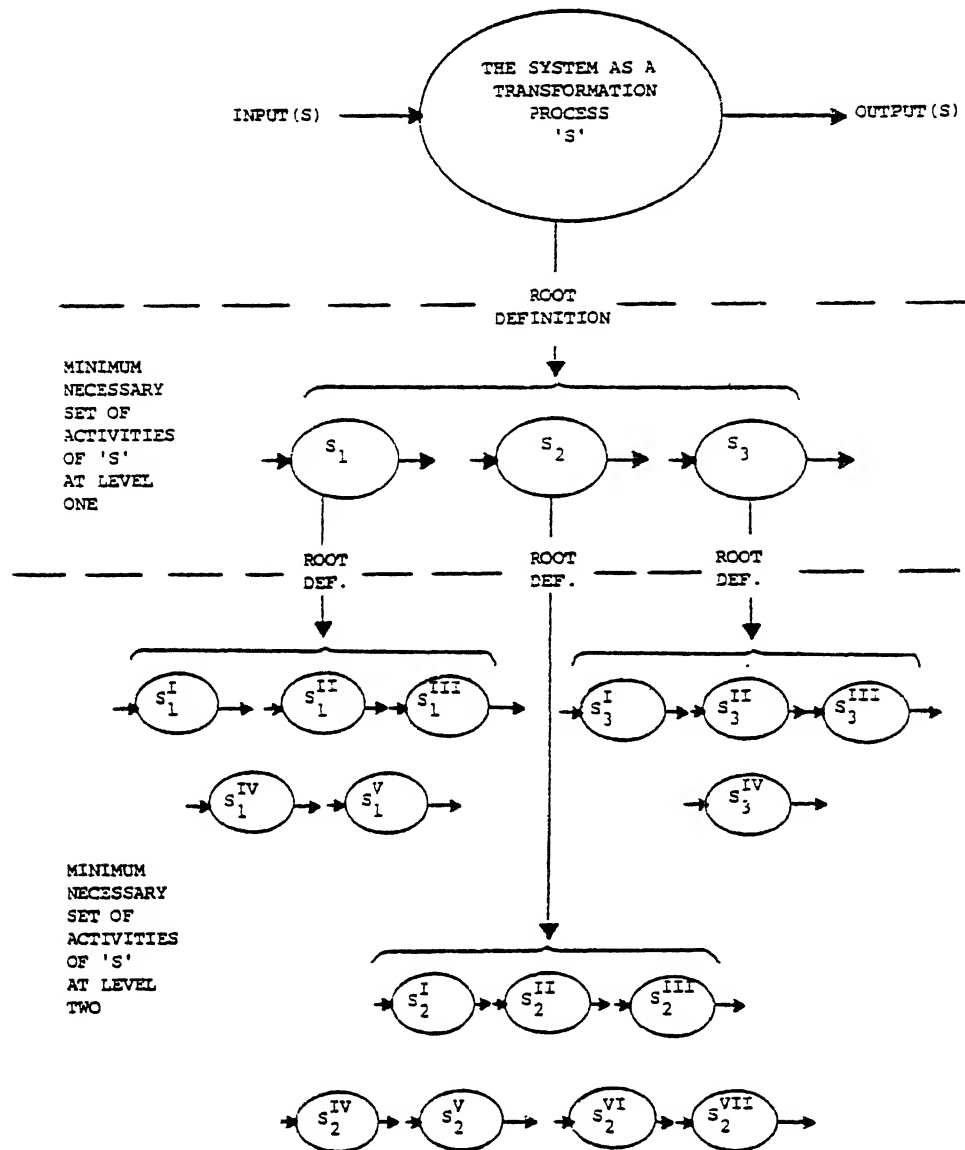 THE SYSTEM AS A
TRANSFORMATION
PROCESS
'S'
INPUT(S)
OUTPUT(S)
ROOT
DEFINITION
MINIMUM
NECESSARY
SET OF
ACTIVITIES
OF 'S'
AT LEVEL
ONE
S₁
S₂
S₃
ROOT
DEF.
ROOT
DEF.
ROOT
DEF.
S₁ᴵ
S₁ᴵᴵ
S₁ᴵᴵᴵ
S₃ᴵ
S₃ᴵᴵ
S₃ᴵᴵᴵ
S₁ᴵⱽ
S₁ⱽ
S₃ᴵⱽ
MINIMUM
NECESSARY
SET OF
ACTIVITIES
OF 'S'
AT LEVEL
TWO
S₂ᴵ
S₂ᴵᴵ
S₂ᴵᴵᴵ
S₂ᴵⱽ
S₂ⱽ
S₂ⱽᴵ
S₂ⱽᴵᴵ